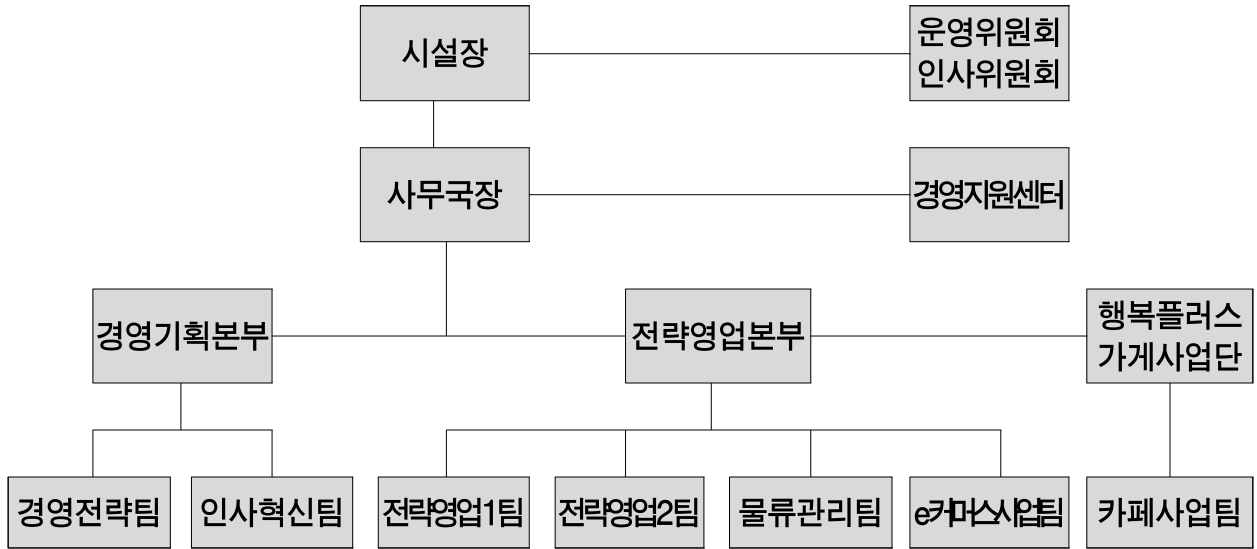 시설장
운영위원회
인사위원회
사무국장
경영지원센터
경영기획본부
전략영업본부
행복플러스
가게사업단
경영전략팀
인사혁신팀
전략영업1팀
전략영업2팀
물류관리팀
e커머스사업팀
카페사업팀